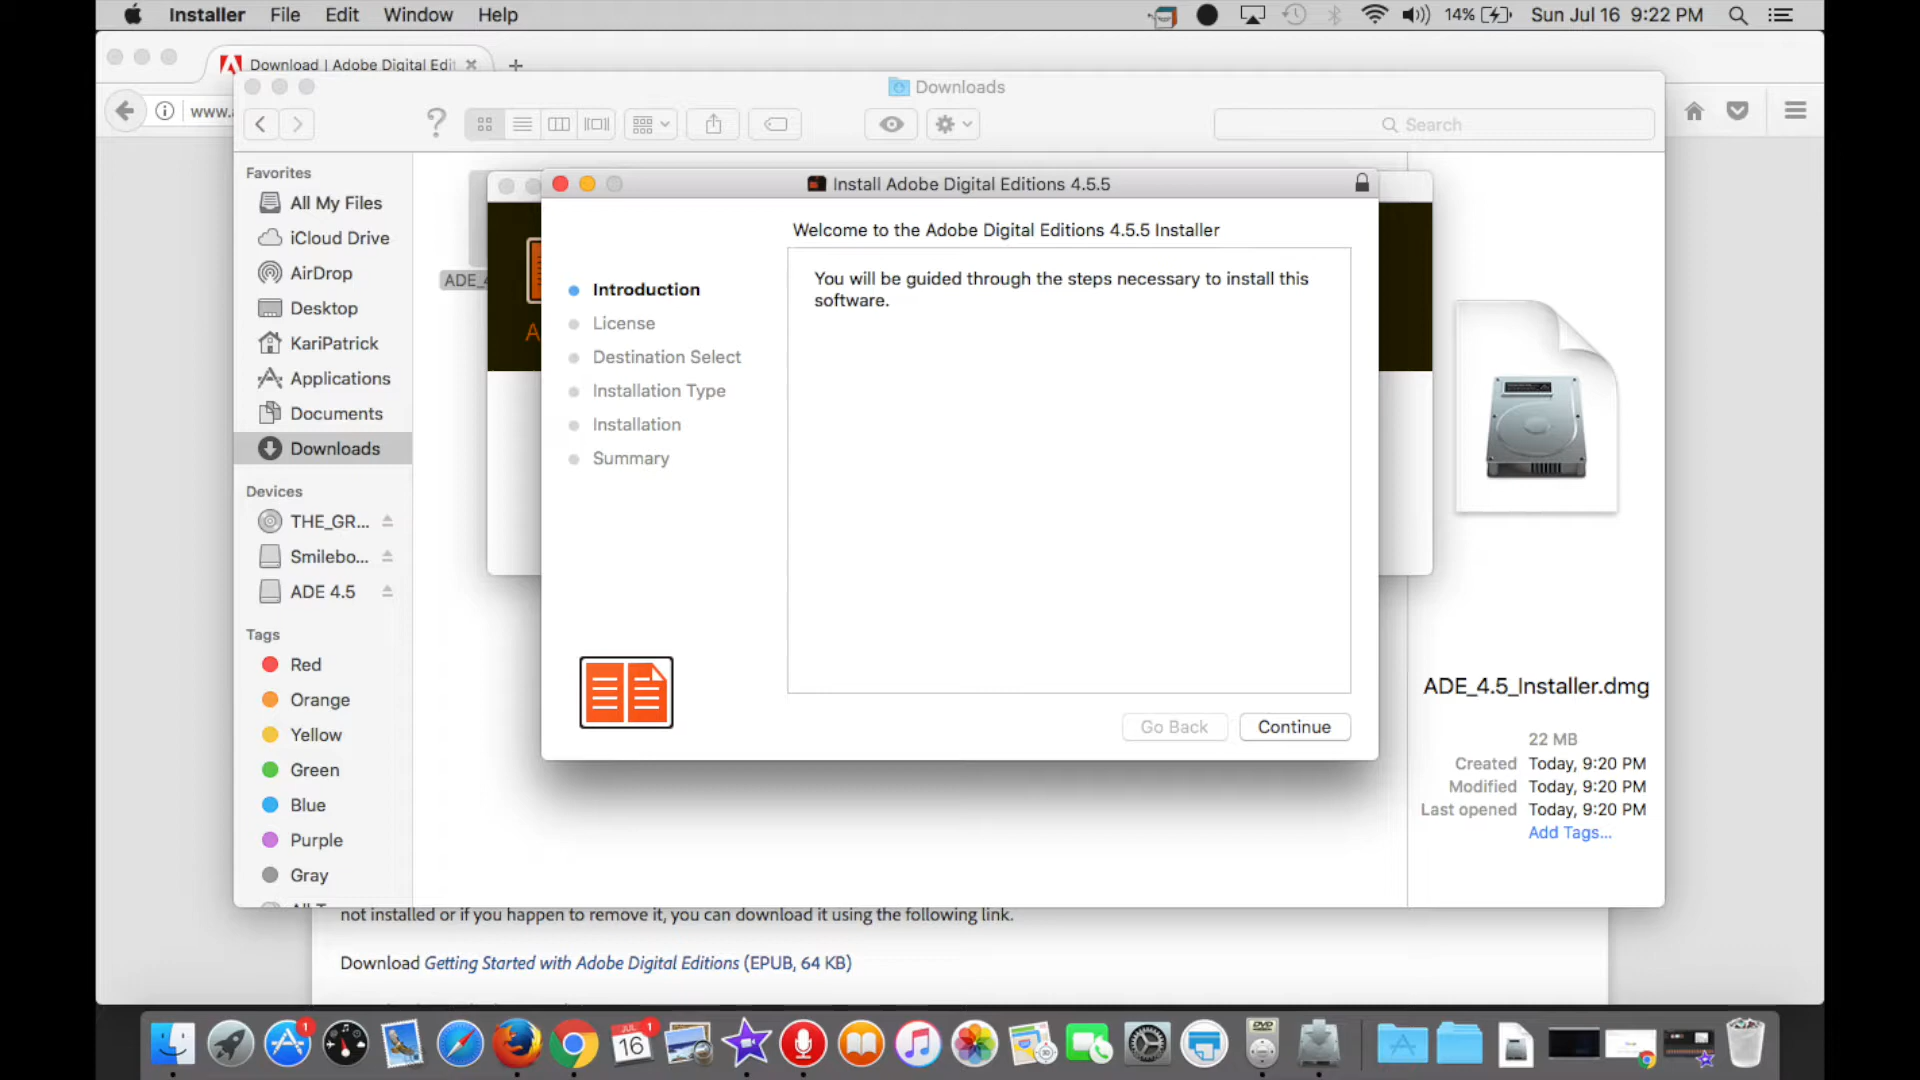 Installer File Edit Window Help 14% Sun Jul 16 9:22 PM
Download | Adobe Digital Edit
www.
Downloads
Search
Favorites
All My Files
iCloud Drive
AirDrop
Desktop
KariPatrick
Applications
Documents
Downloads
Devices
THE_GR...
Smilebo...
ADE 4.5
Tags
Red
Orange
Yellow
Green
Blue
Purple
Gray
ADE_4
A
Install Adobe Digital Editions 4.5.5
Welcome to the Adobe Digital Editions 4.5.5 Installer
Introduction
License
Destination Select
Installation Type
Installation
Summary
You will be guided through the steps necessary to install this
software.
Go Back Continue
ADE_4.5_Installer.dmg
22 MB
Created Today, 9:20 PM
Modified Today, 9:20 PM
Last opened Today, 9:20 PM
Add Tags...
not installed or if you happen to remove it, you can download it using the following link.
Download Getting Started with Adobe Digital Editions (EPUB, 64 KB)
1
JUL 1
16
DVD